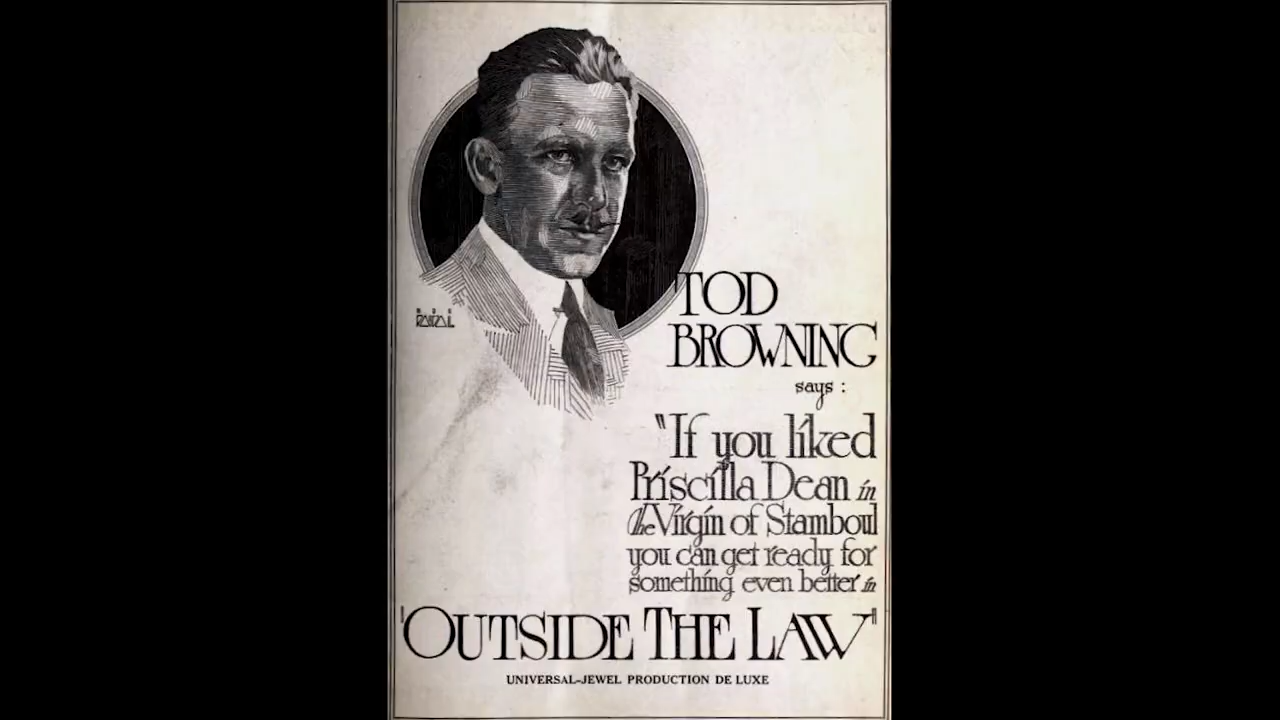 TOD
BROWNING
says :
"If you liked
Priscilla Dean in
the Virgin of Stamboul
you can get ready for
something even better in
'OUTSIDE THE LAW"
UNIVERSAL-JEWEL PRODUCTION DE LUXE